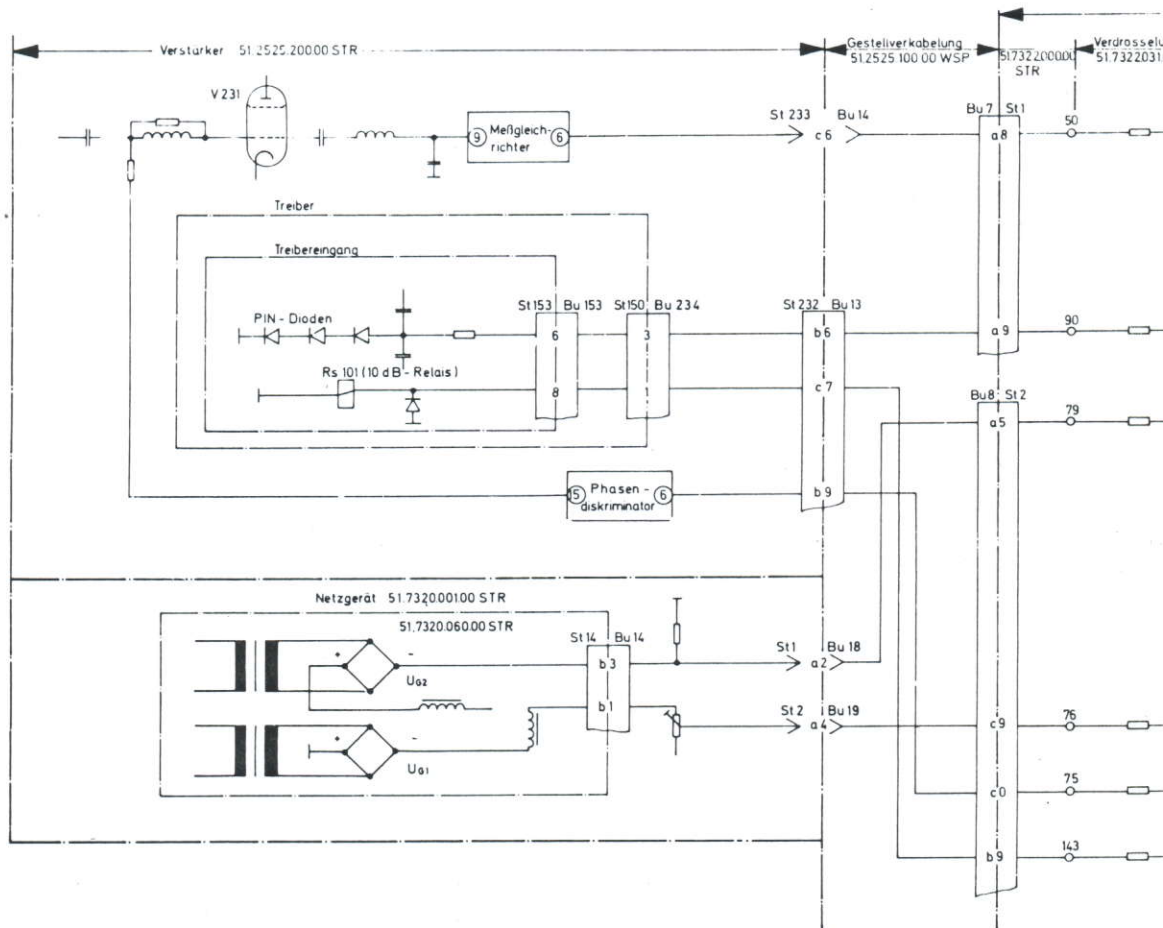 Verstärker 51.2525.200.00 STR
Gestellverkabelung
51.2525.100.00 WSP
51.7322.000.00
STR
51.7322.031.
V 231
9 Meßgleich-
richter 6
St 233
c 6
Bu 14
Bu 7
St 1
a 8
50
Treiber
Treibereingang
PIN - Dioden
Rs 101 (10 dB - Relais)
St 153
Bu 153
6
8
St 150
Bu 234
3
1
St 232
Bu 13
b 6
c 7
b 9
a 9
90
Bu 8
St 2
a 5
79
5 Phasen-
diskriminator 6
Netzgerät 51.7320.001.00 STR
51.7320.060.00 STR
+
-
UG2
+
-
UG1
St 14
Bu 14
b 3
b 1
St 1
a 2
Bu 18
St 2
a 4
Bu 19
c 9
76
c 0
75
b 9
143